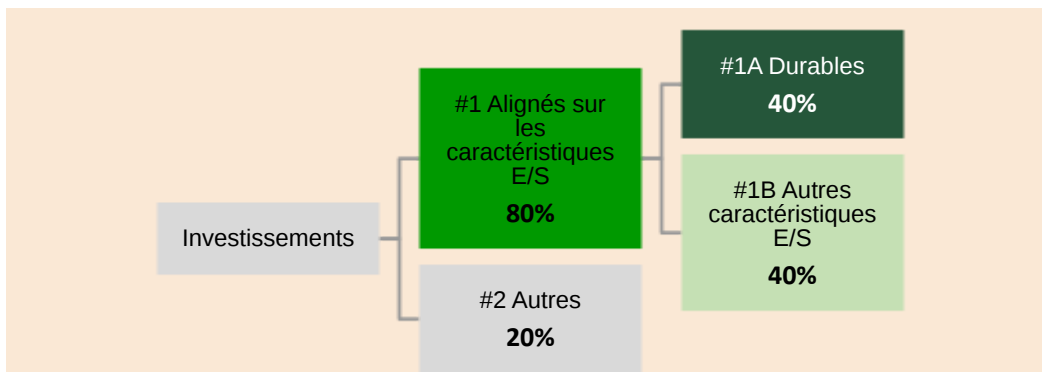 Investissements
#1 Alignés sur
les
caractéristiques
E/S
80%
#2 Autres
20%
#1A Durables
40%
#1B Autres
caractéristiques
E/S
40%